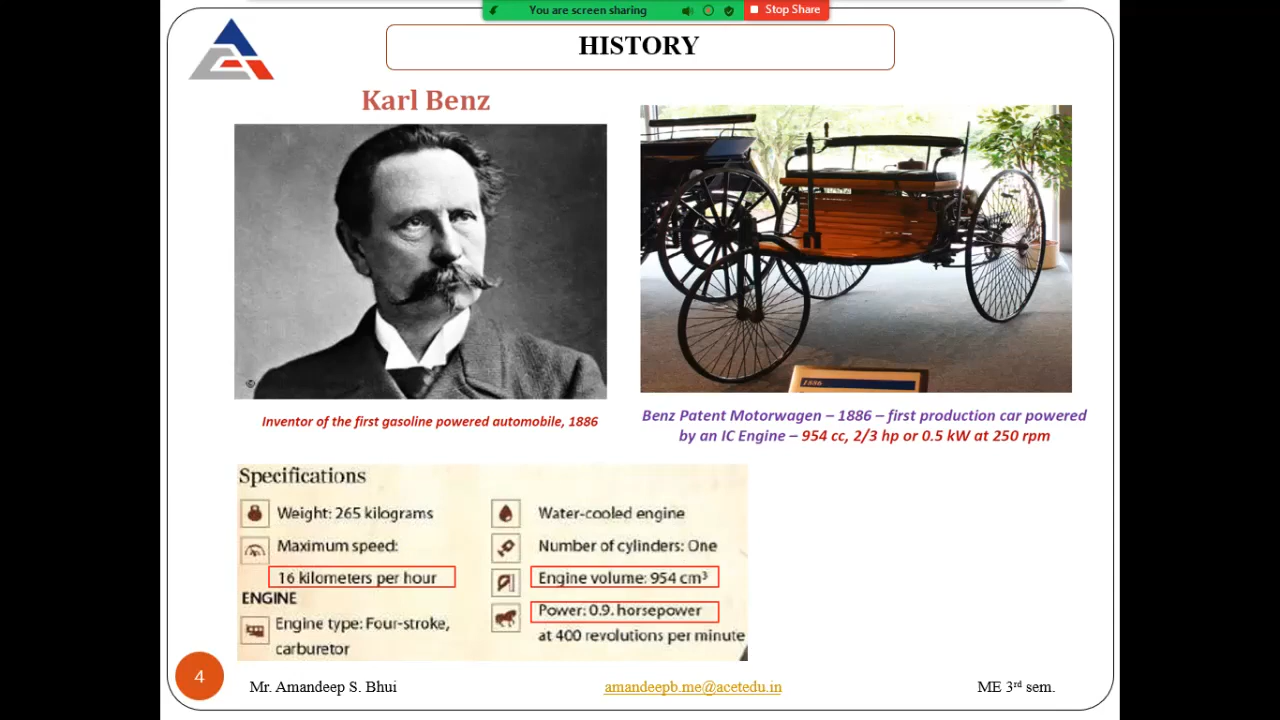 You are screen sharing
Stop Share
HISTORY
Karl Benz
©
Inventor of the first gasoline powered automobile, 1886
1886
Benz Patent Motorwagen – 1886 – first production car powered
by an IC Engine – 954 cc, 2/3 hp or 0.5 kW at 250 rpm
Specifications
Weight: 265 kilograms
Maximum speed:
16 kilometers per hour
ENGINE
Engine type: Four-stroke,
carburetor
Water-cooled engine
Number of cylinders: One
Engine volume: 954 cm³
Power: 0.9. horsepower
at 400 revolutions per minute
4
Mr. Amandeep S. Bhui
amandeepb.me@acetedu.in
ME 3rd sem.